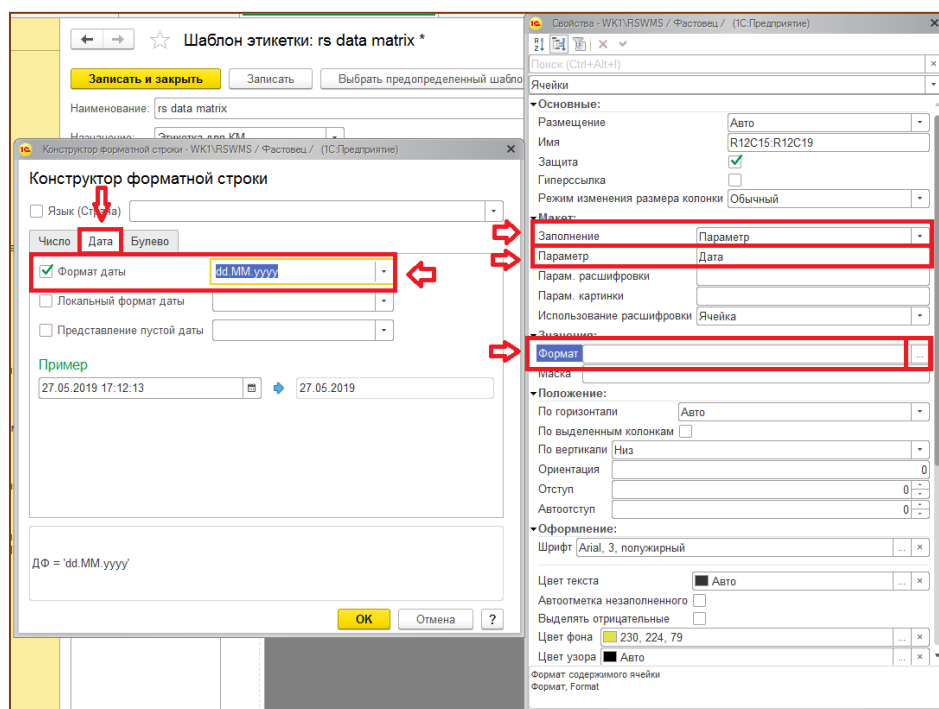 Шаблон этикетки: rs data matrix *
Записать и закрыть
Записать
Выбрать предопределенный шабло
Наименование: rs data matrix
Назначение: Этикетка для КМ
Конструктор форматной строки - WK1\RSWMS / Фастовец / (1С:Предприятие)
Конструктор форматной строки
Язык (Страна)
Число Дата Булево
Формат даты dd.MM.yyyy
Локальный формат даты
Представление пустой даты
Пример
27.05.2019 17:12:13 27.05.2019
ДФ = 'dd.MM.yyyy'
ОК Отмена ?
Свойства - WK1\RSWMS / Фастовец / (1С:Предприятие)
Поиск (Ctrl+Alt+I)
Ячейки
Основные:
Размещение Авто
Имя R12C15:R12C19
Защита
Гиперссылка
Режим изменения размера колонки Обычный
Макет:
Заполнение Параметр
Параметр Дата
Парам. расшифровки
Парам. картинки
Использование расшифровки Ячейка
Значения:
Формат ...
Маска
Положение:
По горизонтали Авто
По выделенным колонкам
По вертикали Низ
Ориентация 0
Отступ 0
Автоотступ 0
Оформление:
Шрифт Arial, 3, полужирный ...
Цвет текста Авто ...
Автоотметка незаполненного
Выделять отрицательные
Цвет фона 230, 224, 79 ...
Цвет узора Авто ...
Формат содержимого ячейки
Формат, Format